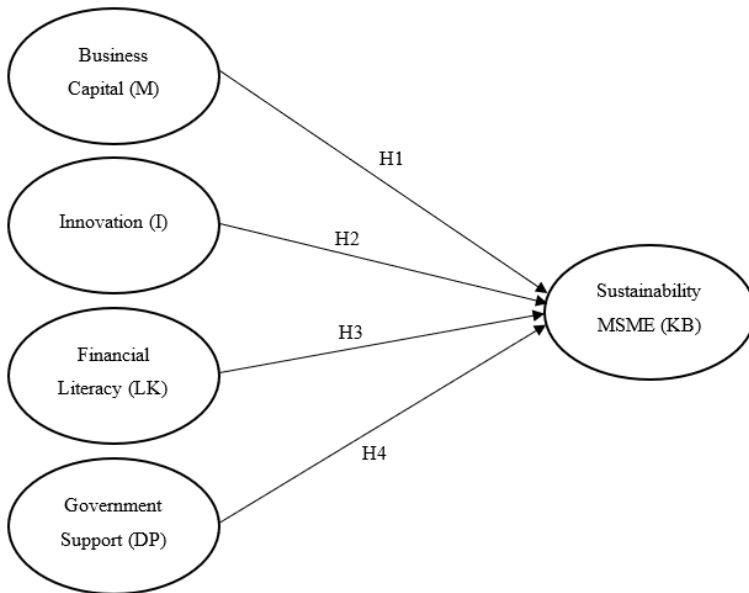 Business
Capital (M)
H1
Innovation (I)
H2
Sustainability
MSME (KB)
H3
Financial
Literacy (LK)
H4
Government
Support (DP)